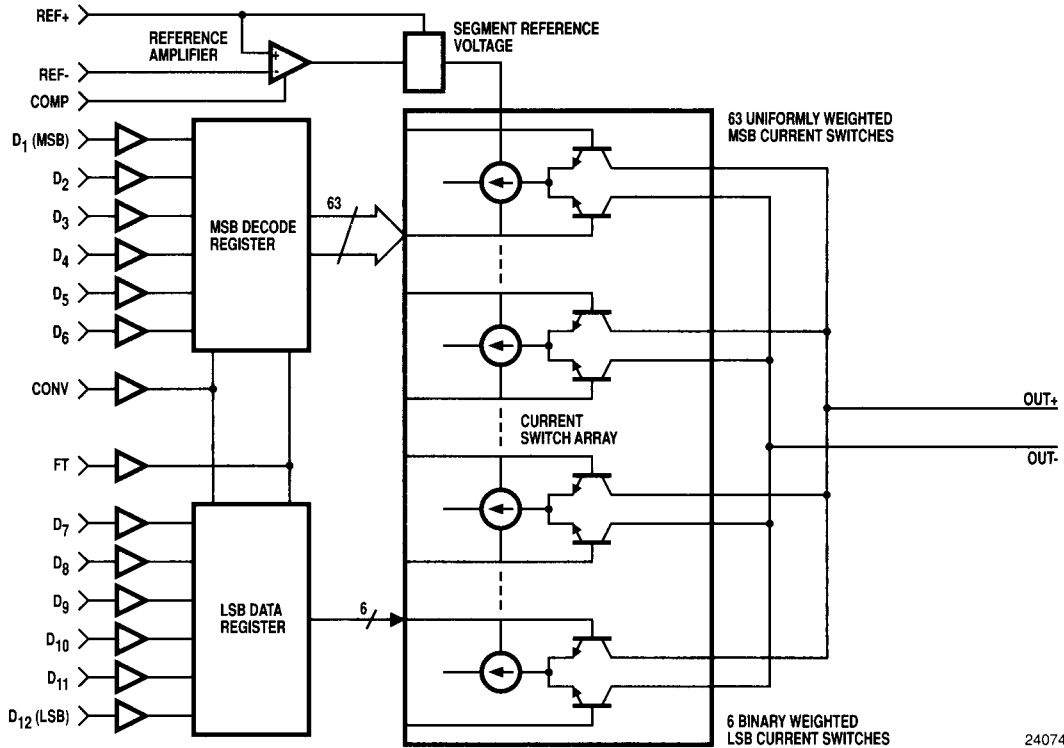 REF+
REFERENCE
AMPLIFIER
SEGMENT REFERENCE
VOLTAGE
+
-
REF-
COMP
D1 (MSB)
D2
D3
D4
D5
D6
MSB DECODE
REGISTER
63
63 UNIFORMLY WEIGHTED
MSB CURRENT SWITCHES
CONV
FT
CURRENT
SWITCH ARRAY
OUT+
OUT-
D7
D8
D9
D10
D11
D12 (LSB)
LSB DATA
REGISTER
6
6 BINARY WEIGHTED
LSB CURRENT SWITCHES
24074